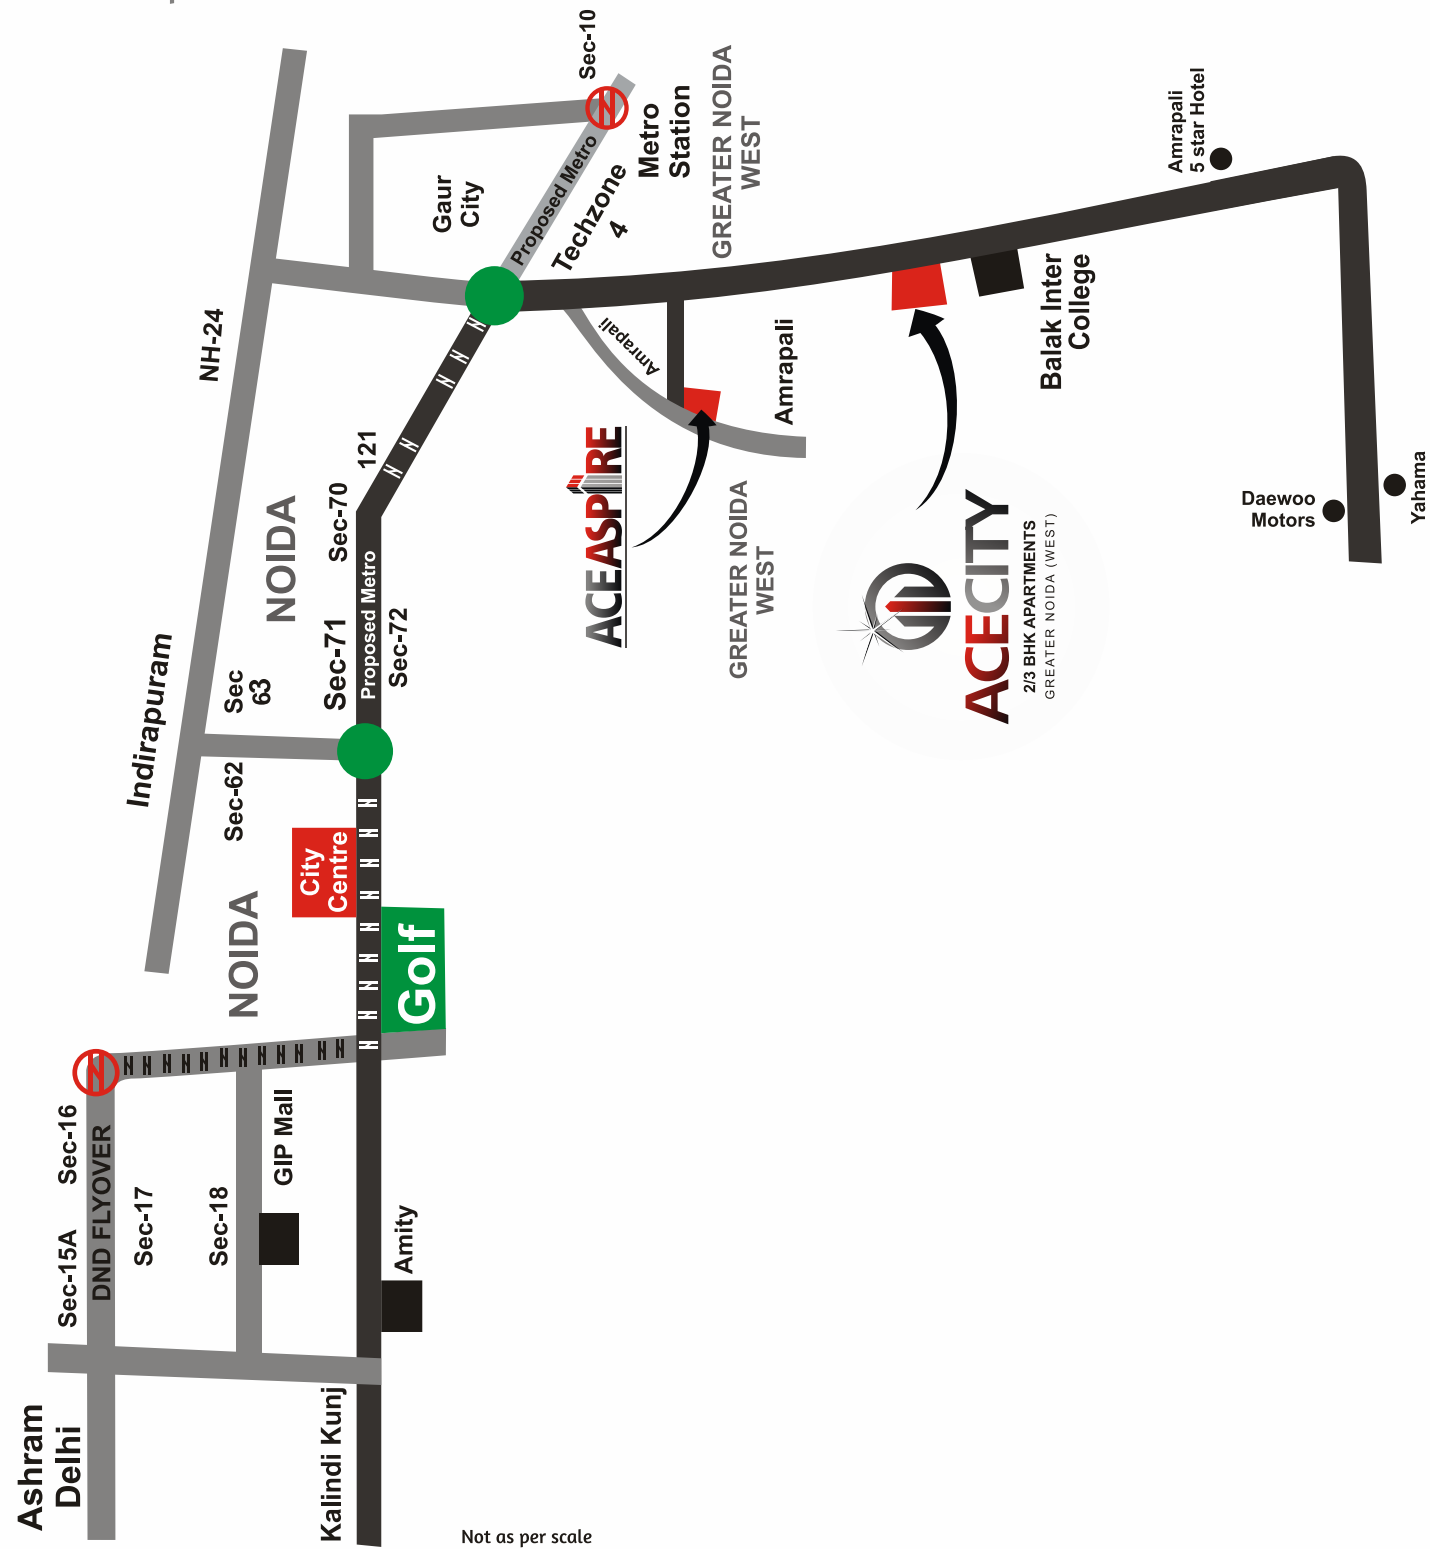 Ashram
Delhi
Sec-15A
Sec-16
DND FLYOVER
Sec-17
Sec-18
GIP Mall
Kalindi Kunj
Amity
NOIDA
Golf
City
Centre
Indirapuram
Sec-62
Sec
63
NOIDA
NH-24
Sec-71
Sec-70
Proposed Metro
Sec-72
121
Gaur
City
Sec-10
Proposed Metro
Metro
Station
Techzone
4
GREATER NOIDA
WEST
Amrapali
Amrapali
ACEASPIRE
GREATER NOIDA
WEST
ACECITY
2/3 BHK APARTMENTS
GREATER NOIDA (WEST)
Balak Inter
College
Amrapali
5 star Hotel
Daewoo
Motors
Yahama
Not as per scale